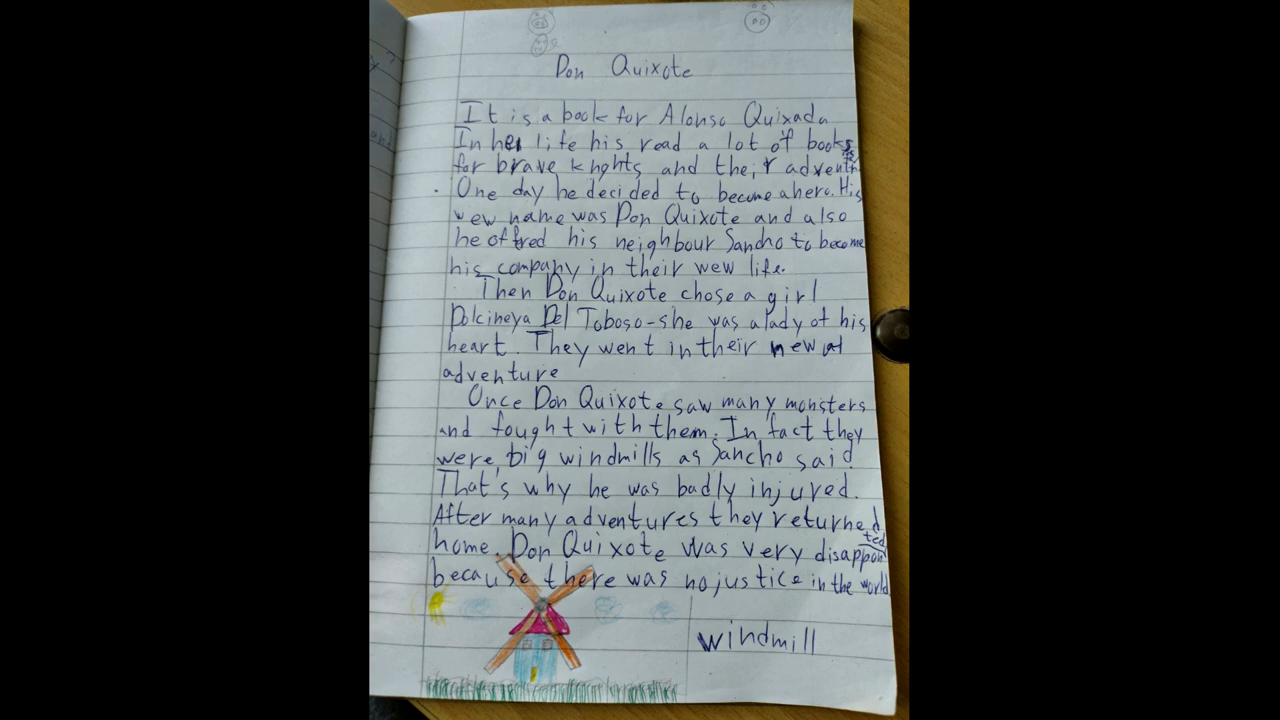 Don Quixote
It is a book for Alonso Quixada
In her life his read a lot of books
for brave knghts and their adventr
One day he decided to become a hero. His
wew name was Don Quixote and also
he offred his neighbour Sancho to become
his company in their wew life.
Then Don Quixote chose a girl
Dolcineya Del Toboso - she was a lady of his
heart. They went in their new
adventure
Once Don Quixote saw many monsters
and fought with them. In fact they
were big windmills as Sancho said.
That's why he was badly injured.
After many adventures they returned
home. Don Quixote was very disappointed
because there was no justice in the world
windmill